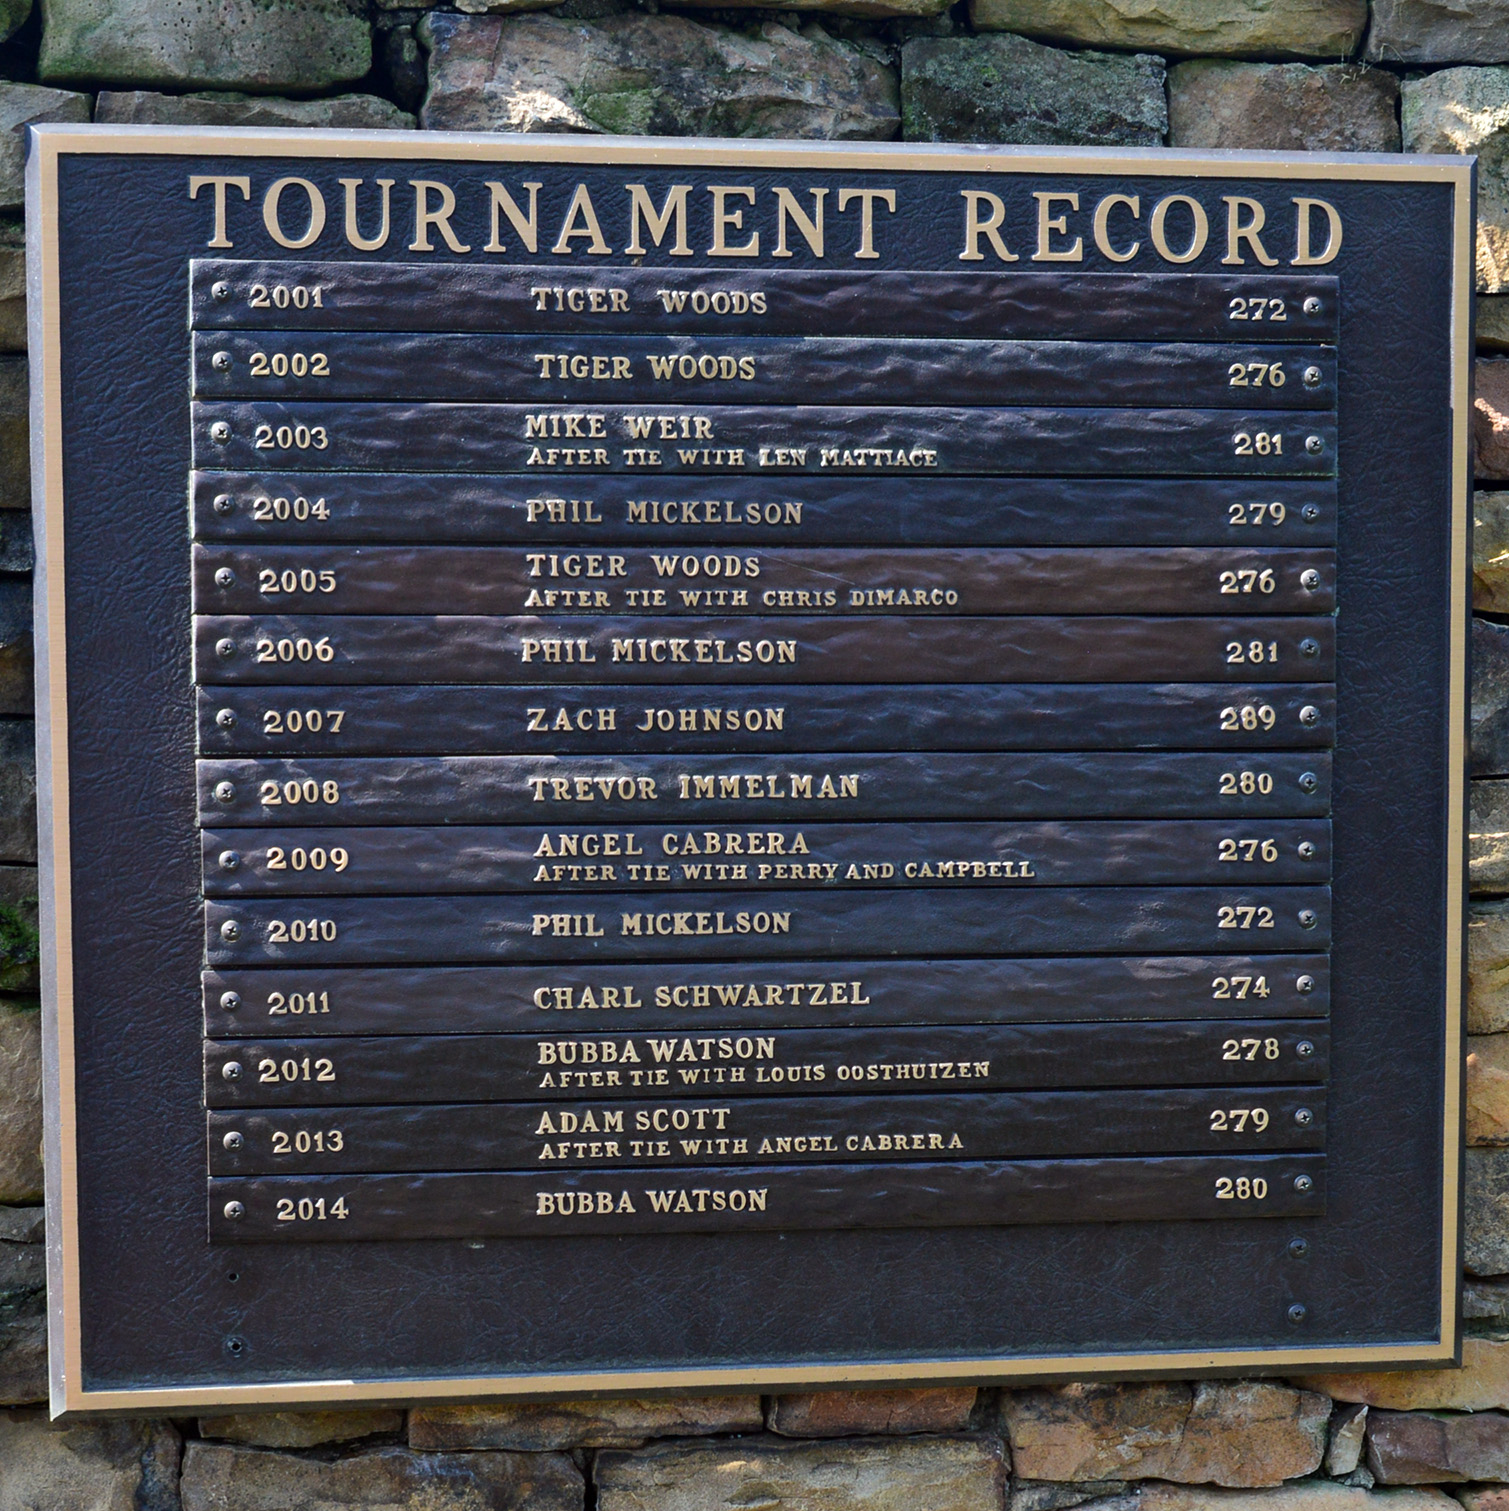 TOURNAMENT RECORD
2001 TIGER WOODS 272
2002 TIGER WOODS 276
2003 MIKE WEIR 281
AFTER TIE WITH LEN MATTIACE
2004 PHIL MICKELSON 279
2005 TIGER WOODS 276
AFTER TIE WITH CHRIS DIMARCO
2006 PHIL MICKELSON 281
2007 ZACH JOHNSON 289
2008 TREVOR IMMELMAN 280
2009 ANGEL CABRERA 276
AFTER TIE WITH PERRY AND CAMPBELL
2010 PHIL MICKELSON 272
2011 CHARL SCHWARTZEL 274
2012 BUBBA WATSON 278
AFTER TIE WITH LOUIS OOSTHUIZEN
2013 ADAM SCOTT 279
AFTER TIE WITH ANGEL CABRERA
2014 BUBBA WATSON 280